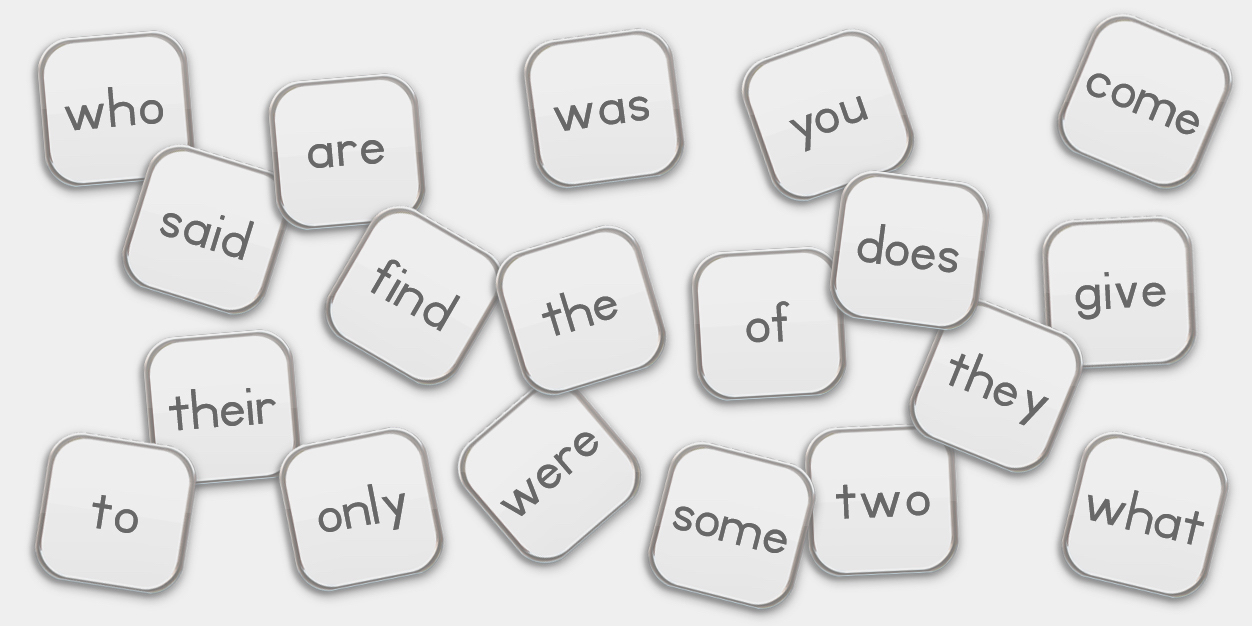 who
are
was
you
come
said
find
the
of
does
give
their
they
to
only
were
some
two
what